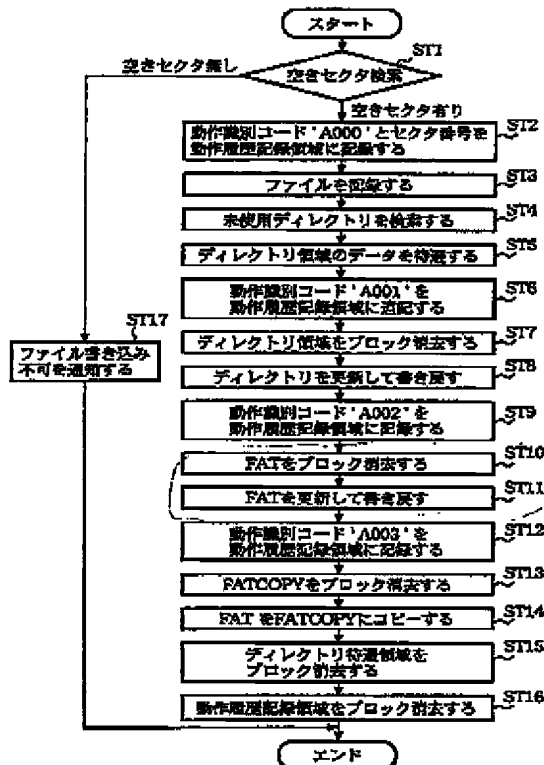 スタート
ST1
空きセクタ検索
空きセクタ無し
空きセクタ有り
ST2
動作識別コード'A000'とセクタ番号を
動作履歴記録領域に記録する
ST3
ファイルを記録する
ST4
未使用ディレクトリを検索する
ST5
ディレクトリ領域のデータを待避する
ST6
動作識別コード'A001'を
動作履歴記録領域に追記する
ST7
ディレクトリ領域をブロック消去する
ST8
ディレクトリを更新して書き戻す
ST9
動作識別コード'A002'を
動作履歴記録領域に記録する
ST10
FATをブロック消去する
ST11
FATを更新して書き戻す
ST12
動作識別コード'A003'を
動作履歴記録領域に記録する
ST13
FATCOPYをブロック消去する
ST14
FATをFATCOPYにコピーする
ST15
ディレクトリ待避領域を
ブロック消去する
ST16
動作履歴記録領域をブロック消去する
ST17
ファイル書き込み
不可を通知する
エンド